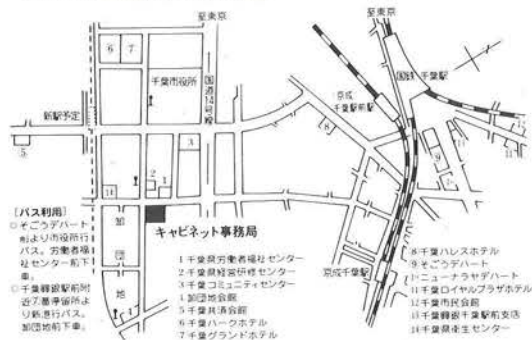 至東京
至東京
6 7
千葉市役所
国道14号線
新駅予定
京成
千葉駅前駅
国鉄 千葉駅
3
8
9
11
5
2
1
14
卸
団
地
4
キャビネット事務局
京成千葉駅
[バス利用]
○そごうデパート
前より市役所行
バス。労働者福
祉センター前下
車。
○千葉銀駅前附
近⑦番停留所よ
り新港行バス。
卸団地前下車。
1 千葉県労働者福祉センター
2 千葉県経営研修センター
3 千葉コミュニティセンター
4 卸団地会館
5 千葉共済会館
6 千葉パークホテル
7 千葉グランドホテル
8 千葉パレスホテル
9 そごうデパート
ニューナラヤデパート
11 千葉ロイヤルプラザホテル
12 千葉市民会館
13 千葉興銀千葉駅前支店
14 千葉県衛生センター